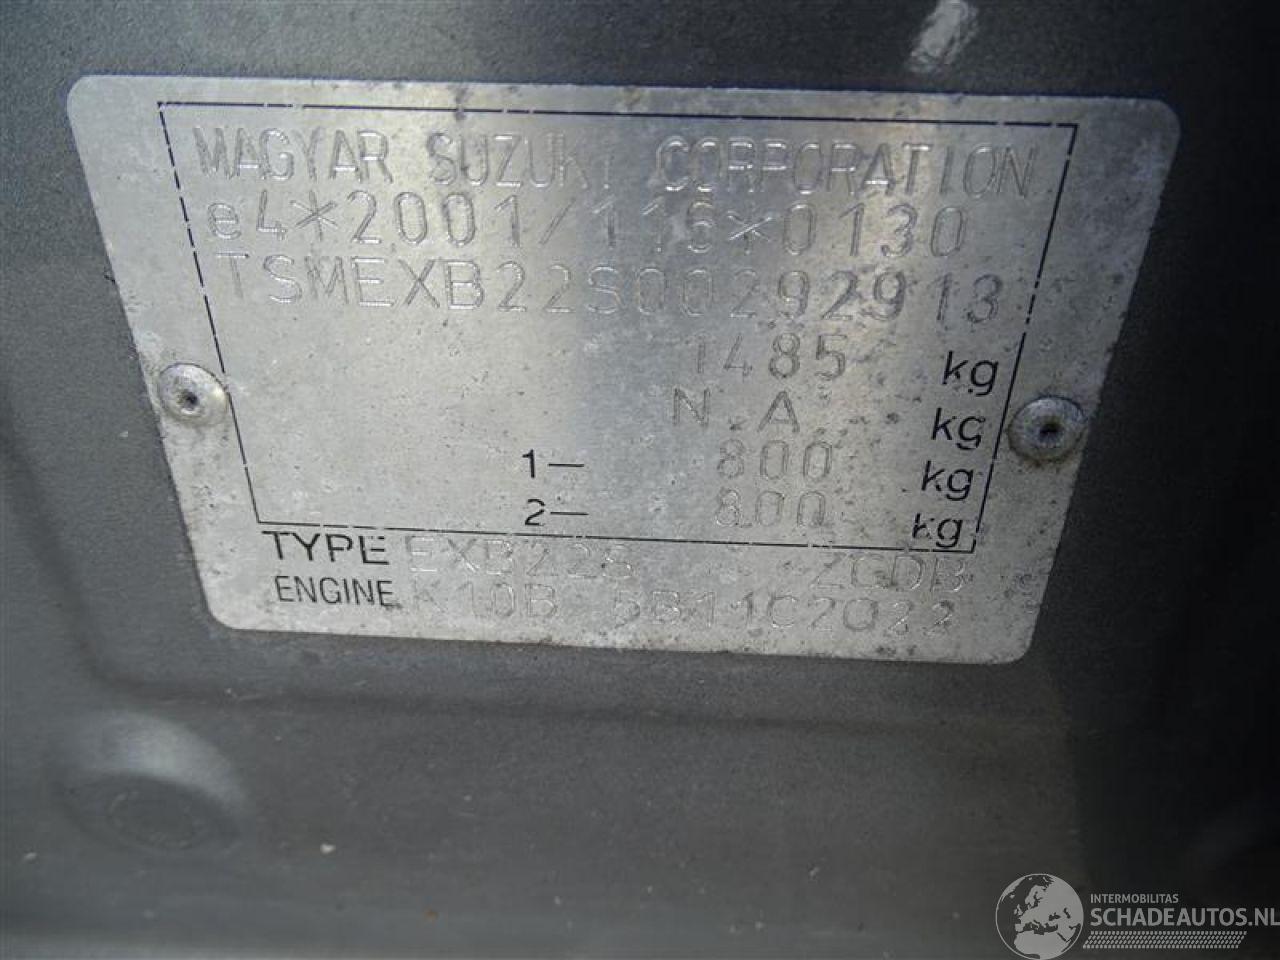 MAGYAR SUZUKI CORPORATION
e4*2001/116*0130
TSMEXB22S00292913
1485 kg
N.A kg
1— 800 kg
2— 800 kg
TYPE EXB22S ZGDB
ENGINE K10B
INTERMOBILITAS
SCHADEAUTOS.NL